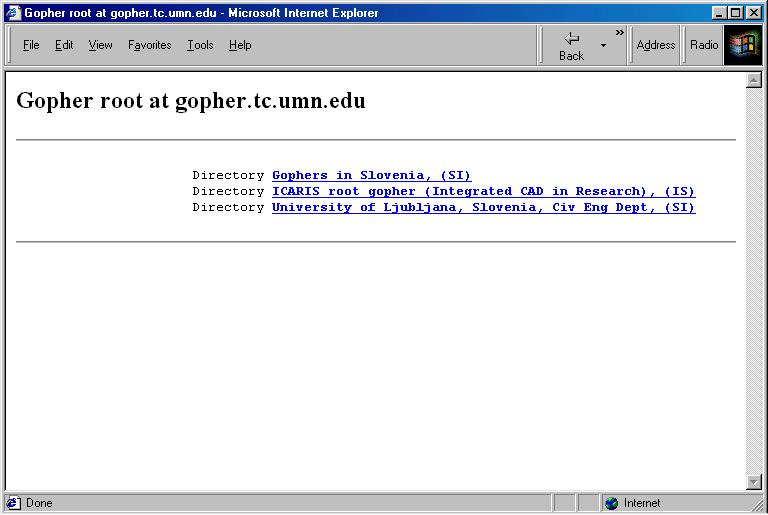 Gopher root at gopher.tc.umn.edu - Microsoft Internet Explorer
File Edit View Favorites Tools Help Back » Address Radio
Gopher root at gopher.tc.umn.edu
Directory Gophers in Slovenia, (SI)
Directory ICARIS root gopher (Integrated CAD in Research), (IS)
Directory University of Ljubljana, Slovenia, Civ Eng Dept, (SI)
Done Internet